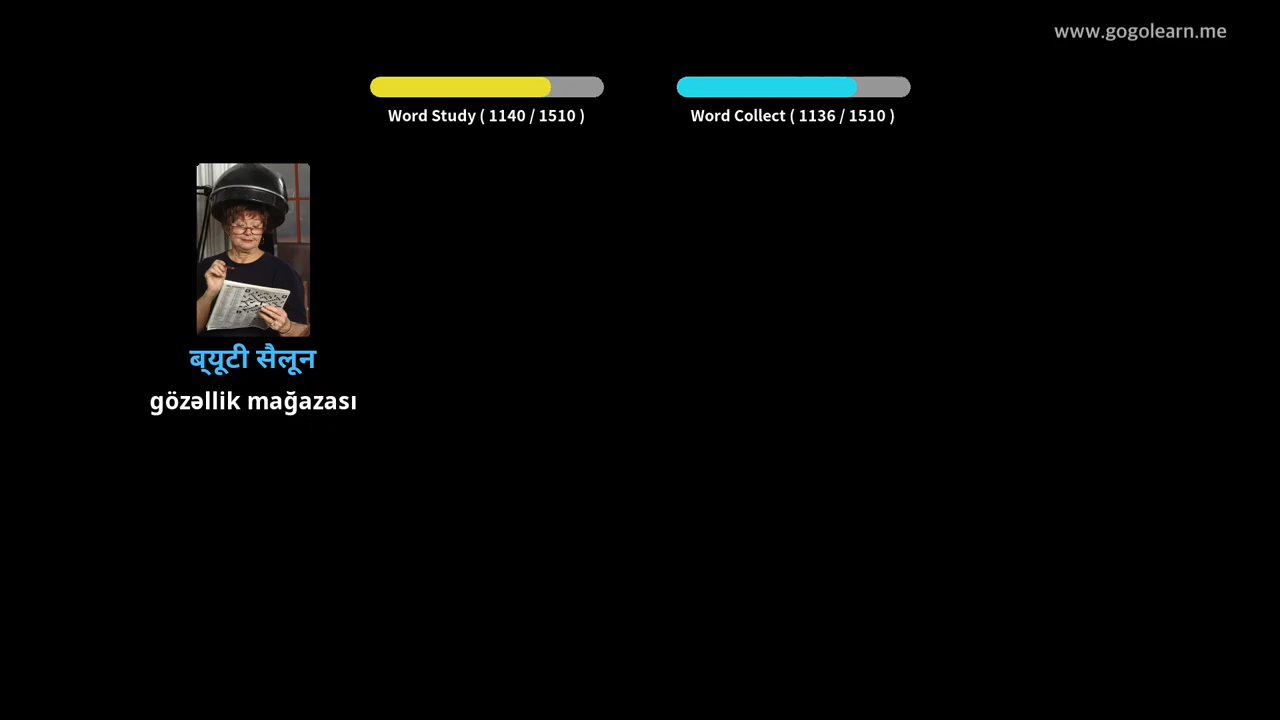 www.gogolearn.me
Word Study ( 1140 / 1510 )
Word Collect ( 1136 / 1510 )
ब्यूटी सैलून
gözəllik mağazası